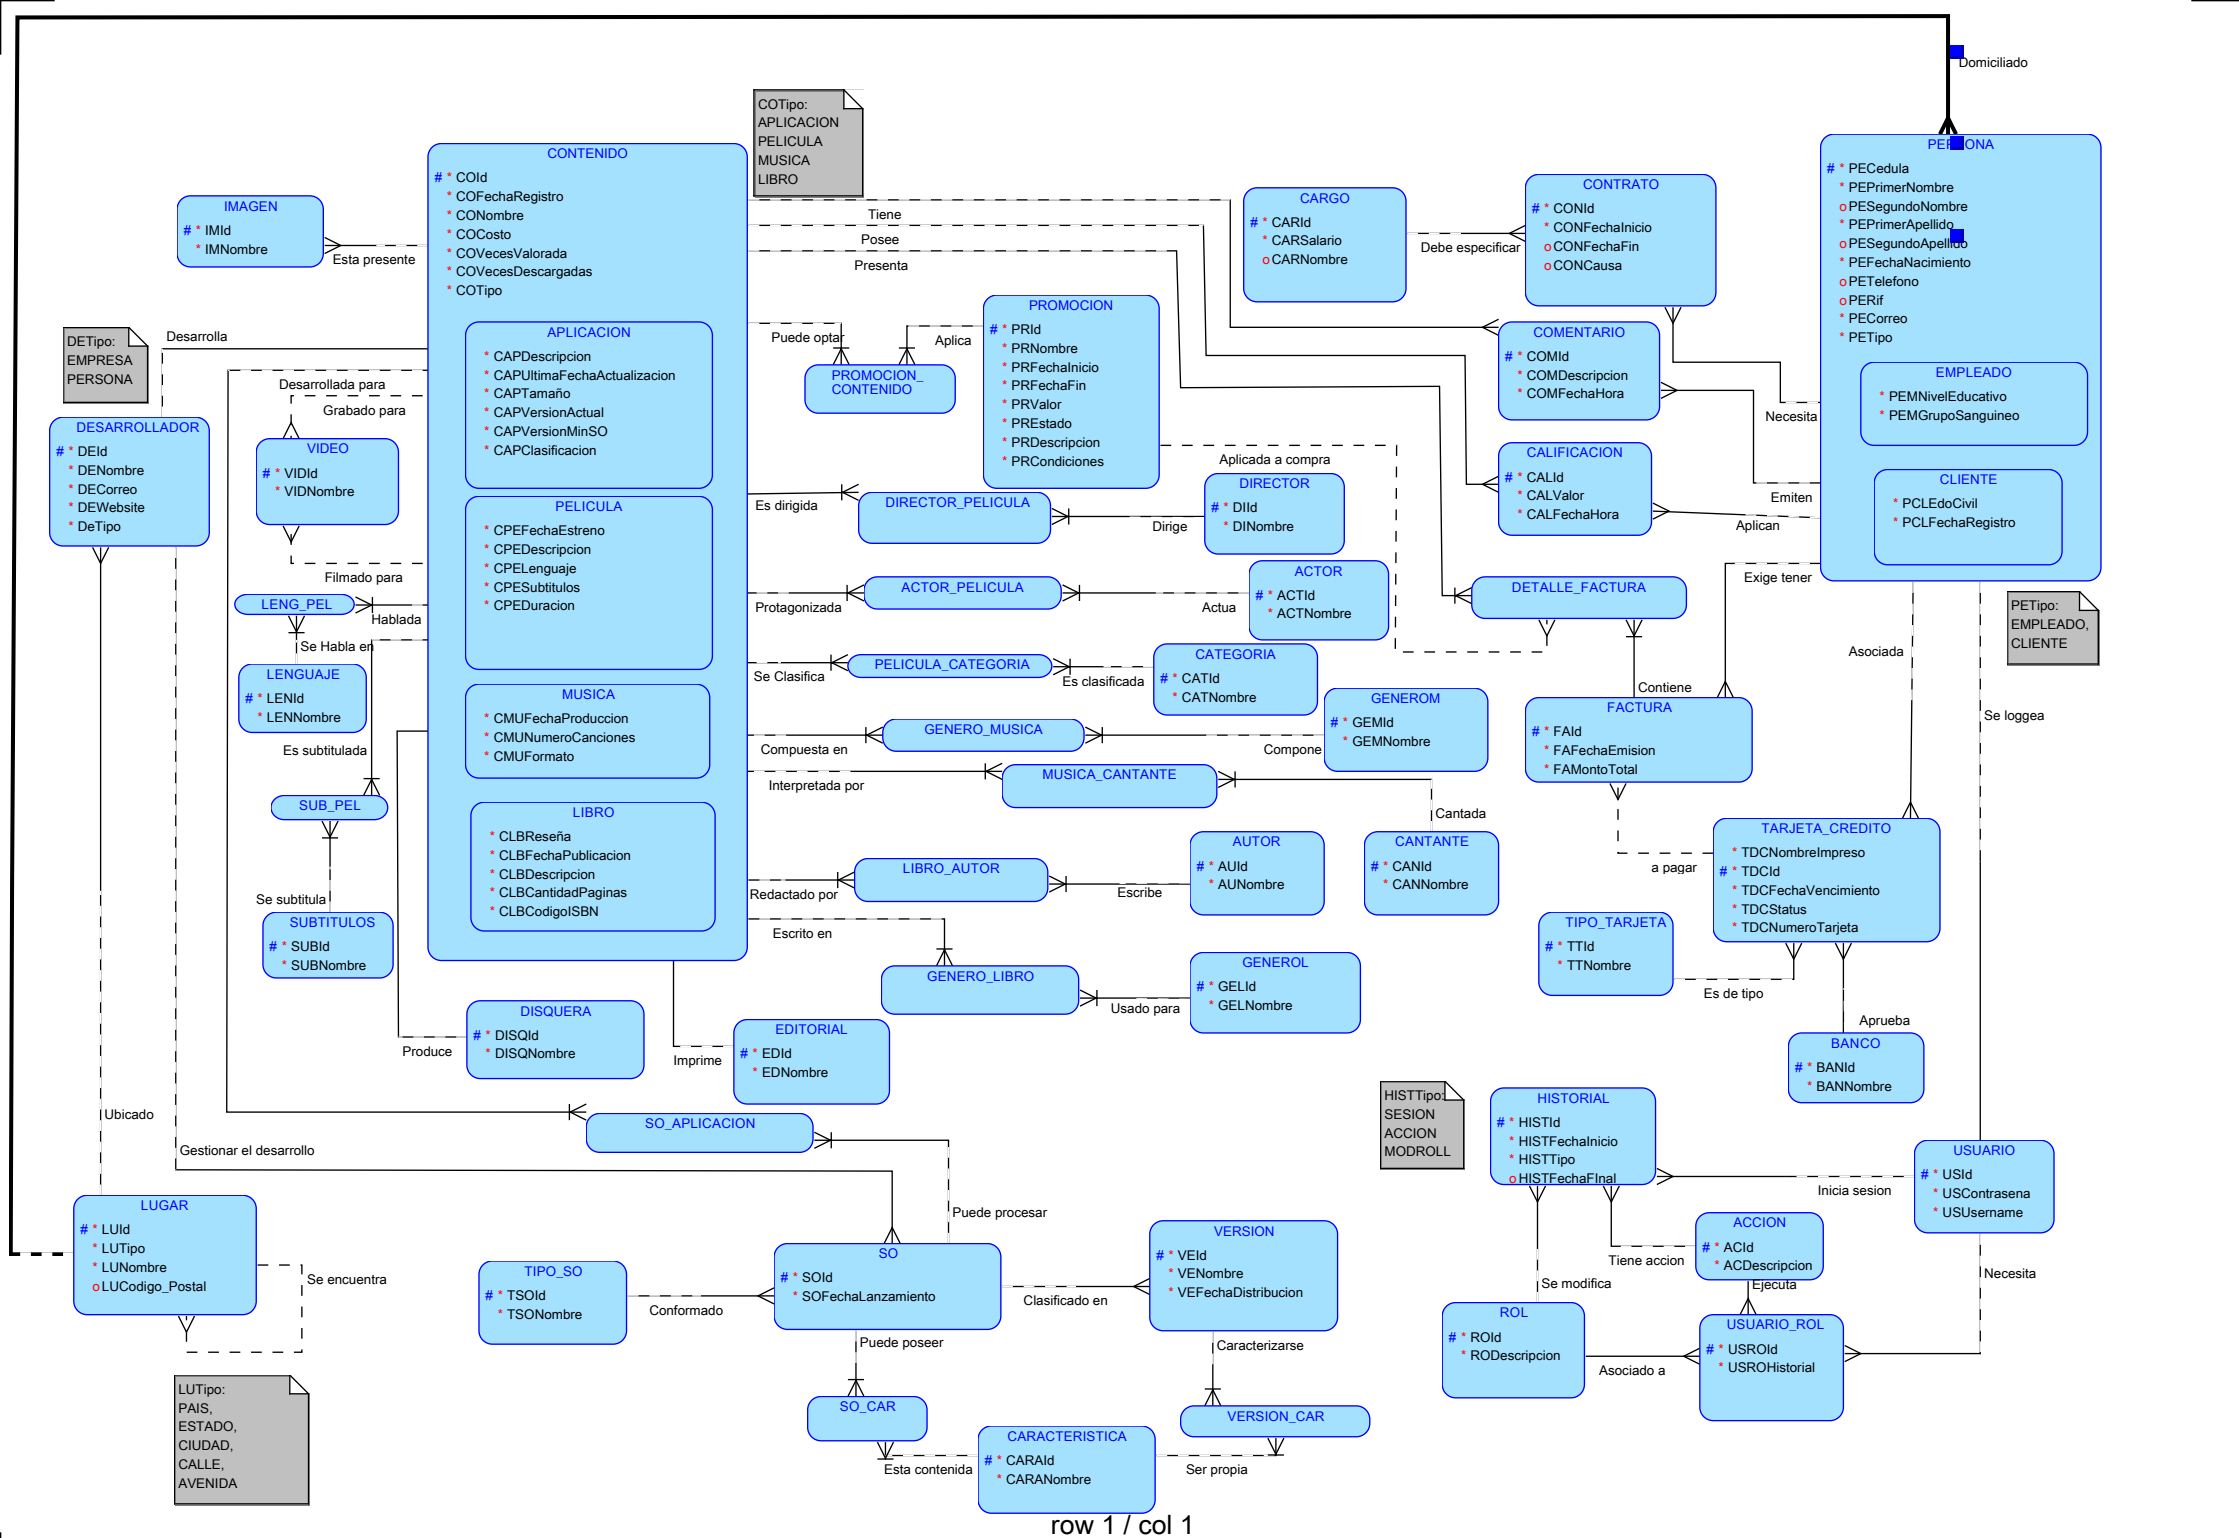 Domiciliado
COTipo:
APLICACION
PELICULA
MUSICA
LIBRO
CONTENIDO
# * COId
* COFechaRegistro
* CONombre
* COCosto
* COVecesValorada
* COVecesDescargadas
* COTipo
APLICACION
* CAPDescripcion
* CAPUltimaFechaActualizacion
* CAPTamaño
* CAPVersionActual
* CAPVersionMinSO
* CAPClasificacion
PELICULA
* CPEFechaEstreno
* CPEDescripcion
* CPELenguaje
* CPESubtitulos
* CPEDuracion
MUSICA
* CMUFechaProduccion
* CMUNumeroCanciones
* CMUFormato
LIBRO
* CLBReseña
* CLBFechaPublicacion
* CLBDescripcion
* CLBCantidadPaginas
* CLBCodigoISBN
IMAGEN
# * IMId
* IMNombre
Esta presente
DETipo:
EMPRESA
PERSONA
Desarrolla
Desarrollada para
Grabado para
DESARROLLADOR
# * DEId
* DENombre
* DECorreo
* DEWebsite
* DeTipo
VIDEO
# * VIDId
* VIDNombre
Filmado para
LENG_PEL
Hablada
Se Habla en
LENGUAJE
# * LENId
* LENNombre
Es subtitulada
SUB_PEL
Se subtitula
SUBTITULOS
# * SUBId
* SUBNombre
DISQUERA
# * DISQId
* DISQNombre
Produce
EDITORIAL
# * EDId
* EDNombre
Imprime
Ubicado
Gestionar el desarrollo
SO_APLICACION
Puede procesar
LUGAR
# * LUId
* LUTipo
* LUNombre
o LUCodigo_Postal
Se encuentra
LUTipo:
PAIS,
ESTADO,
CIUDAD,
CALLE,
AVENIDA
TIPO_SO
# * TSOId
* TSONombre
Conformado
SO
# * SOId
* SOFechaLanzamiento
Clasificado en
VERSION
# * VEId
* VENombre
* VEFechaDistribucion
Puede poseer
Caracterizarse
SO_CAR
VERSION_CAR
Esta contenida
CARACTERISTICA
# * CARAId
* CARANombre
Ser propia
Tiene
Posee
Presenta
Puede optar
Aplica
PROMOCION_
CONTENIDO
PROMOCION
# * PRId
* PRNombre
* PRFechaInicio
* PRFechaFin
* PRValor
* PREstado
* PRDescripcion
* PRCondiciones
Aplicada a compra
Es dirigida
DIRECTOR_PELICULA
Dirige
DIRECTOR
# * DIId
* DINombre
Protagonizada
ACTOR_PELICULA
Actua
ACTOR
# * ACTId
* ACTNombre
Se Clasifica
PELICULA_CATEGORIA
Es clasificada
CATEGORIA
# * CATId
* CATNombre
Compuesta en
GENERO_MUSICA
Compone
GENEROM
# * GEMId
* GEMNombre
Interpretada por
MUSICA_CANTANTE
Cantada
CANTANTE
# * CANId
* CANNombre
Redactado por
LIBRO_AUTOR
Escribe
AUTOR
# * AUId
* AUNombre
Escrito en
GENERO_LIBRO
Usado para
GENEROL
# * GELId
* GELNombre
CARGO
# * CARId
* CARSalario
o CARNombre
Debe especificar
CONTRATO
# * CONId
* CONFechaInicio
o CONFechaFin
o CONCausa
COMENTARIO
# * COMId
* COMDescripcion
* COMFechaHora
CALIFICACION
# * CALId
* CALValor
* CALFechaHora
Necesita
Emiten
Aplican
Exige tener
PERSONA
# * PECedula
* PEPrimerNombre
o PESegundoNombre
* PEPrimerApellido
o PESegundoApellido
* PEFechaNacimiento
o PETelefono
o PERif
* PECorreo
* PETipo
EMPLEADO
* PEMNivelEducativo
* PEMGrupoSanguineo
CLIENTE
* PCLEdoCivil
* PCLFechaRegistro
PETipo:
EMPLEADO,
CLIENTE
DETALLE_FACTURA
Contiene
Asociada
Se loggea
FACTURA
# * FAId
* FAFechaEmision
* FAMontoTotal
a pagar
TARJETA_CREDITO
* TDCNombreImpreso
# * TDCId
* TDCFechaVencimiento
* TDCStatus
* TDCNumeroTarjeta
TIPO_TARJETA
# * TTId
* TTNombre
Es de tipo
Aprueba
BANCO
# * BANId
* BANNombre
HISTTipo:
SESION
ACCION
MODROLL
HISTORIAL
# * HISTId
* HISTFechaInicio
* HISTTipo
o HISTFechaFInal
Inicia sesion
USUARIO
# * USId
* USContrasena
* USUsername
Tiene accion
ACCION
# * ACId
* ACDescripcion
Se modifica
Ejecuta
Necesita
ROL
# * ROId
* RODescripcion
Asociado a
USUARIO_ROL
# * USROId
* USROHistorial
row 1 / col 1